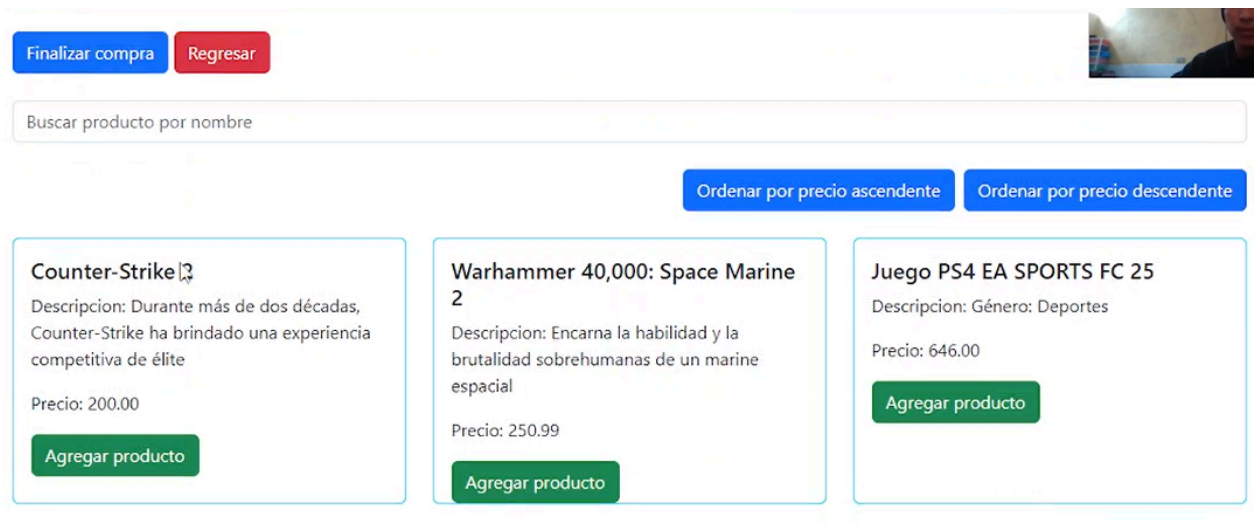 Finalizar compra Regresar
Buscar producto por nombre
Ordenar por precio ascendente Ordenar por precio descendente
Counter-Strike
Descripcion: Durante más de dos décadas,
Counter-Strike ha brindado una experiencia
competitiva de élite
Precio: 200.00
Agregar producto
Warhammer 40,000: Space Marine
2
Descripcion: Encarna la habilidad y la
brutalidad sobrehumanas de un marine
espacial
Precio: 250.99
Agregar producto
Juego PS4 EA SPORTS FC 25
Descripcion: Género: Deportes
Precio: 646.00
Agregar producto